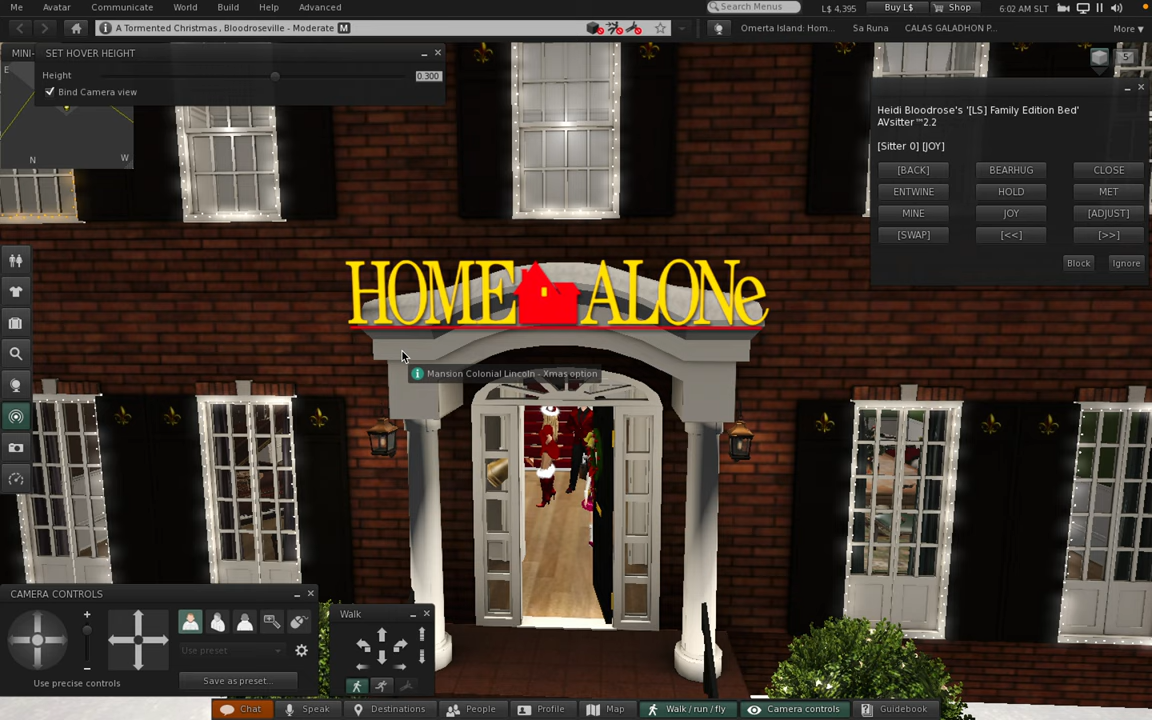 Me Avatar Communicate World Build Help Advanced Search Menus L$ 4,395 Buy L$ Shop 6:02 AM SLT
A Tormented Christmas , Bloodroseville - Moderate M Omerta Island: Hom... Sa Runa CALAS GALADHON P... More ▼
MINI-
SET HOVER HEIGHT
Height 0.300
Bind Camera view
E
N W
5
Heidi Bloodrose's '[LS] Family Edition Bed'
AVsitter™2.2
[Sitter 0] [JOY]
[BACK] BEARHUG CLOSE
ENTWINE HOLD MET
MINE JOY [ADJUST]
[SWAP] [<<] [>>]
Block Ignore
HOME ALONe
Mansion Colonial Lincoln - Xmas option
CAMERA CONTROLS
Use preset
Use precise controls Save as preset...
Walk
Chat Speak Destinations People Profile Map Walk / run / fly Camera controls Guidebook